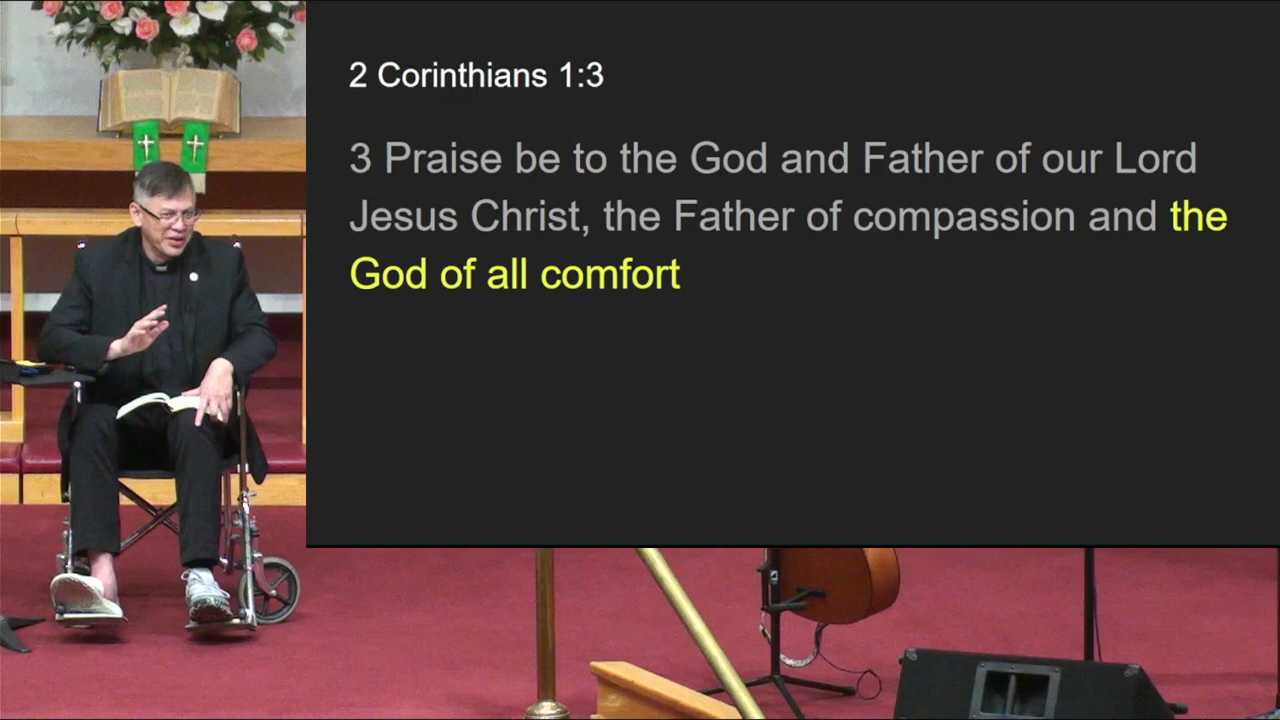 2 Corinthians 1:3
3 Praise be to the God and Father of our Lord
Jesus Christ, the Father of compassion and the
God of all comfort